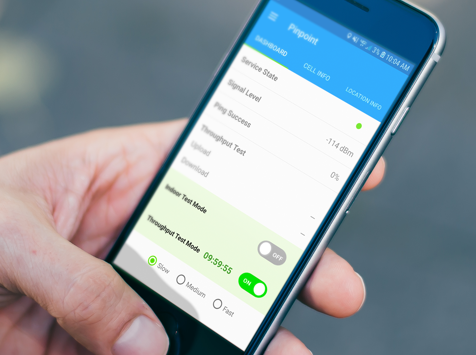 3% 10:04 AM
Pinpoint
DASHBOARD CELL INFO LOCATION INFO
Service State
Signal Level -114 dBm
Ping Success 0%
Throughput Test
Upload --
Download --
Indoor Test Mode OFF
Throughput Test Mode 09:59:55 ON
Slow Medium Fast